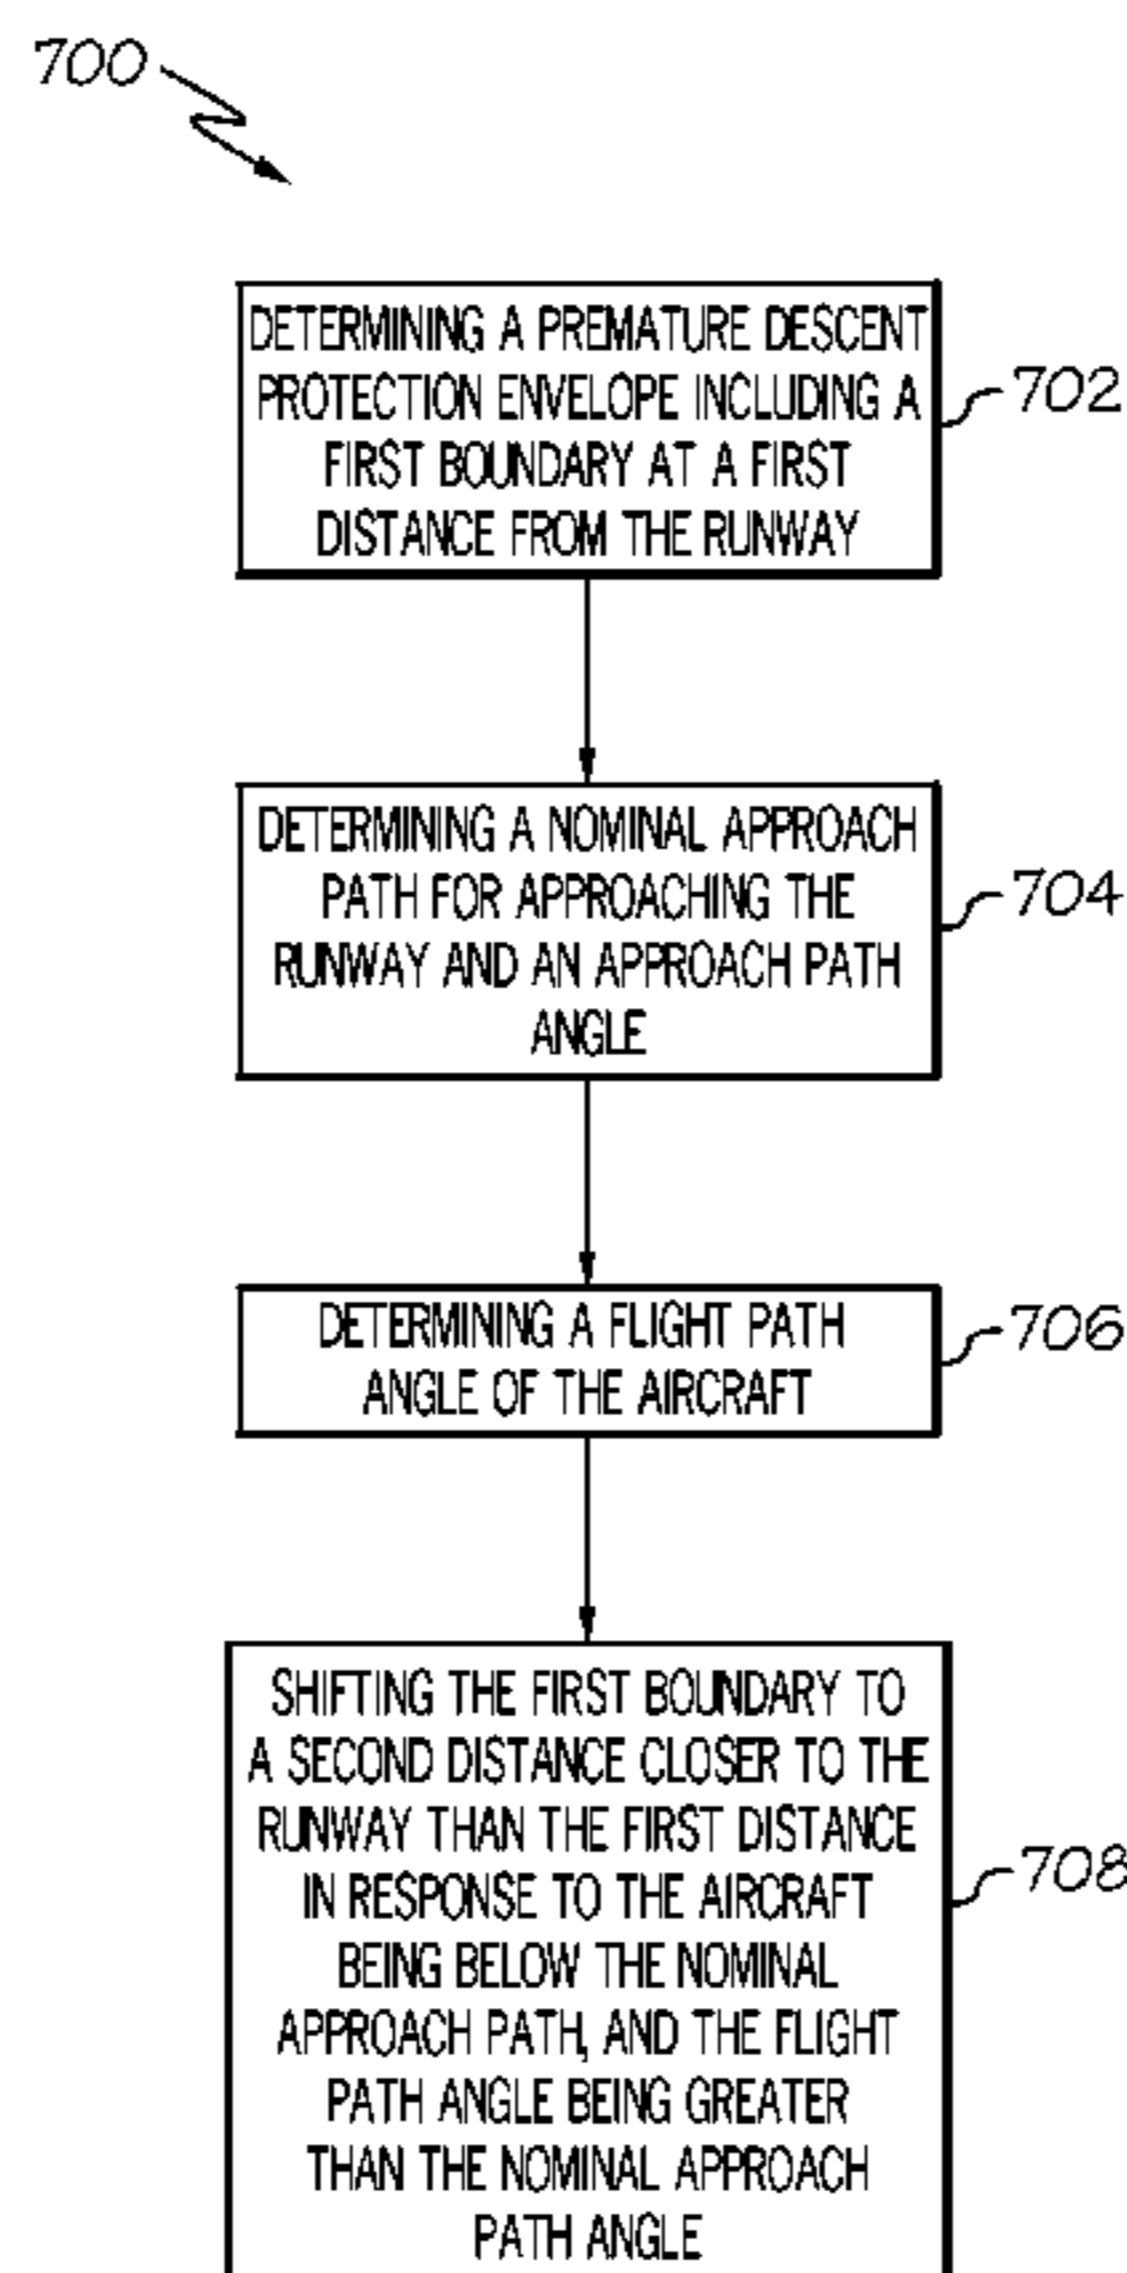 700
DETERMINING A PREMATURE DESCENT
PROTECTION ENVELOPE INCLUDING A
FIRST BOUNDARY AT A FIRST
DISTANCE FROM THE RUNWAY
702
DETERMINING A NOMINAL APPROACH
PATH FOR APPROACHING THE
RUNWAY AND AN APPROACH PATH
ANGLE
704
DETERMINING A FLIGHT PATH
ANGLE OF THE AIRCRAFT
706
SHIFTING THE FIRST BOUNDARY TO
A SECOND DISTANCE CLOSER TO THE
RUNWAY THAN THE FIRST DISTANCE
IN RESPONSE TO THE AIRCRAFT
BEING BELOW THE NOMINAL
APPROACH PATH, AND THE FLIGHT
PATH ANGLE BEING GREATER
THAN THE NOMINAL APPROACH
PATH ANGLE
708